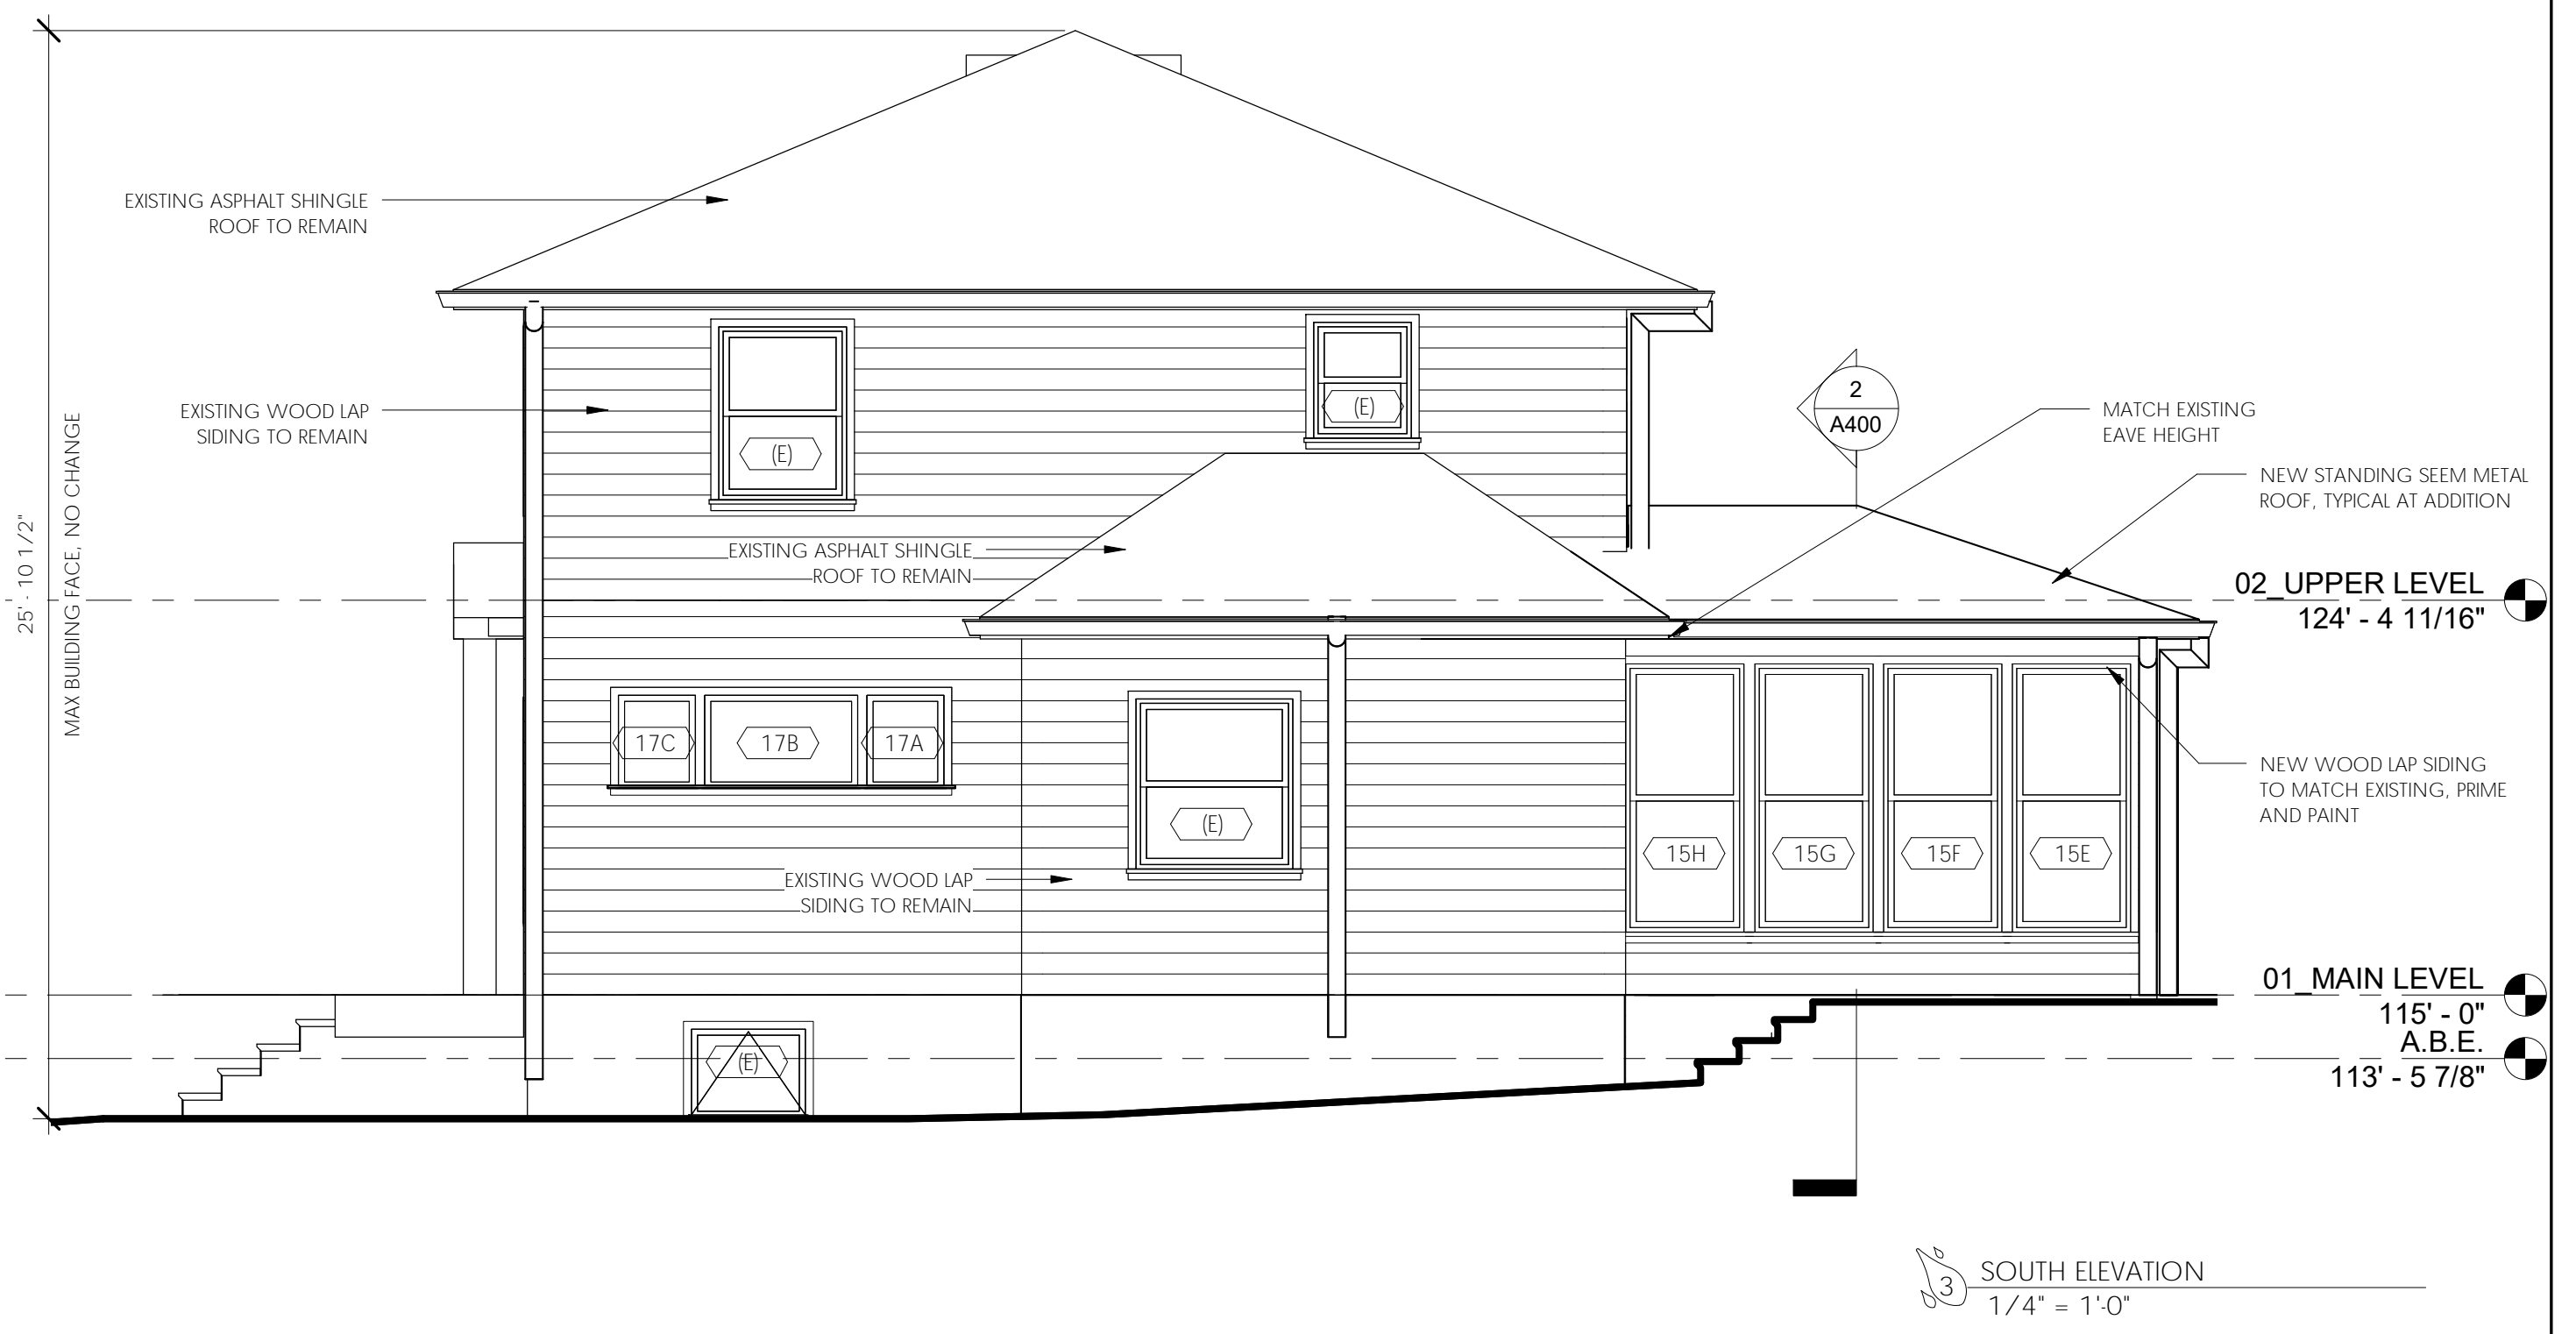 EXISTING ASPHALT SHINGLE
ROOF TO REMAIN
EXISTING WOOD LAP
SIDING TO REMAIN
25' - 10 1/2"
MAX BUILDING FACE, NO CHANGE
(E)
(E)
2
A400
MATCH EXISTING
EAVE HEIGHT
NEW STANDING SEEM METAL
ROOF, TYPICAL AT ADDITION
EXISTING ASPHALT SHINGLE
ROOF TO REMAIN
02_UPPER LEVEL
124' - 4 11/16"
17C
17B
17A
(E)
15H
15G
15F
15E
NEW WOOD LAP SIDING
TO MATCH EXISTING, PRIME
AND PAINT
EXISTING WOOD LAP
SIDING TO REMAIN
01_MAIN LEVEL
115' - 0"
A.B.E.
113' - 5 7/8"
(E)
3
SOUTH ELEVATION
1/4" = 1'-0"